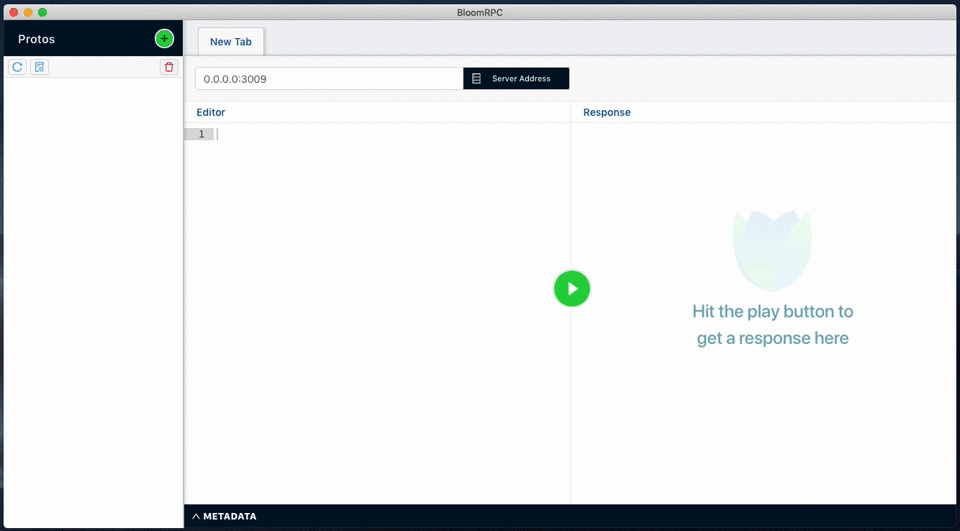 BloomRPC
Protos
New Tab
0.0.0.0:3009
Server Address
Editor
Response
1
Hit the play button to
get a response here
METADATA